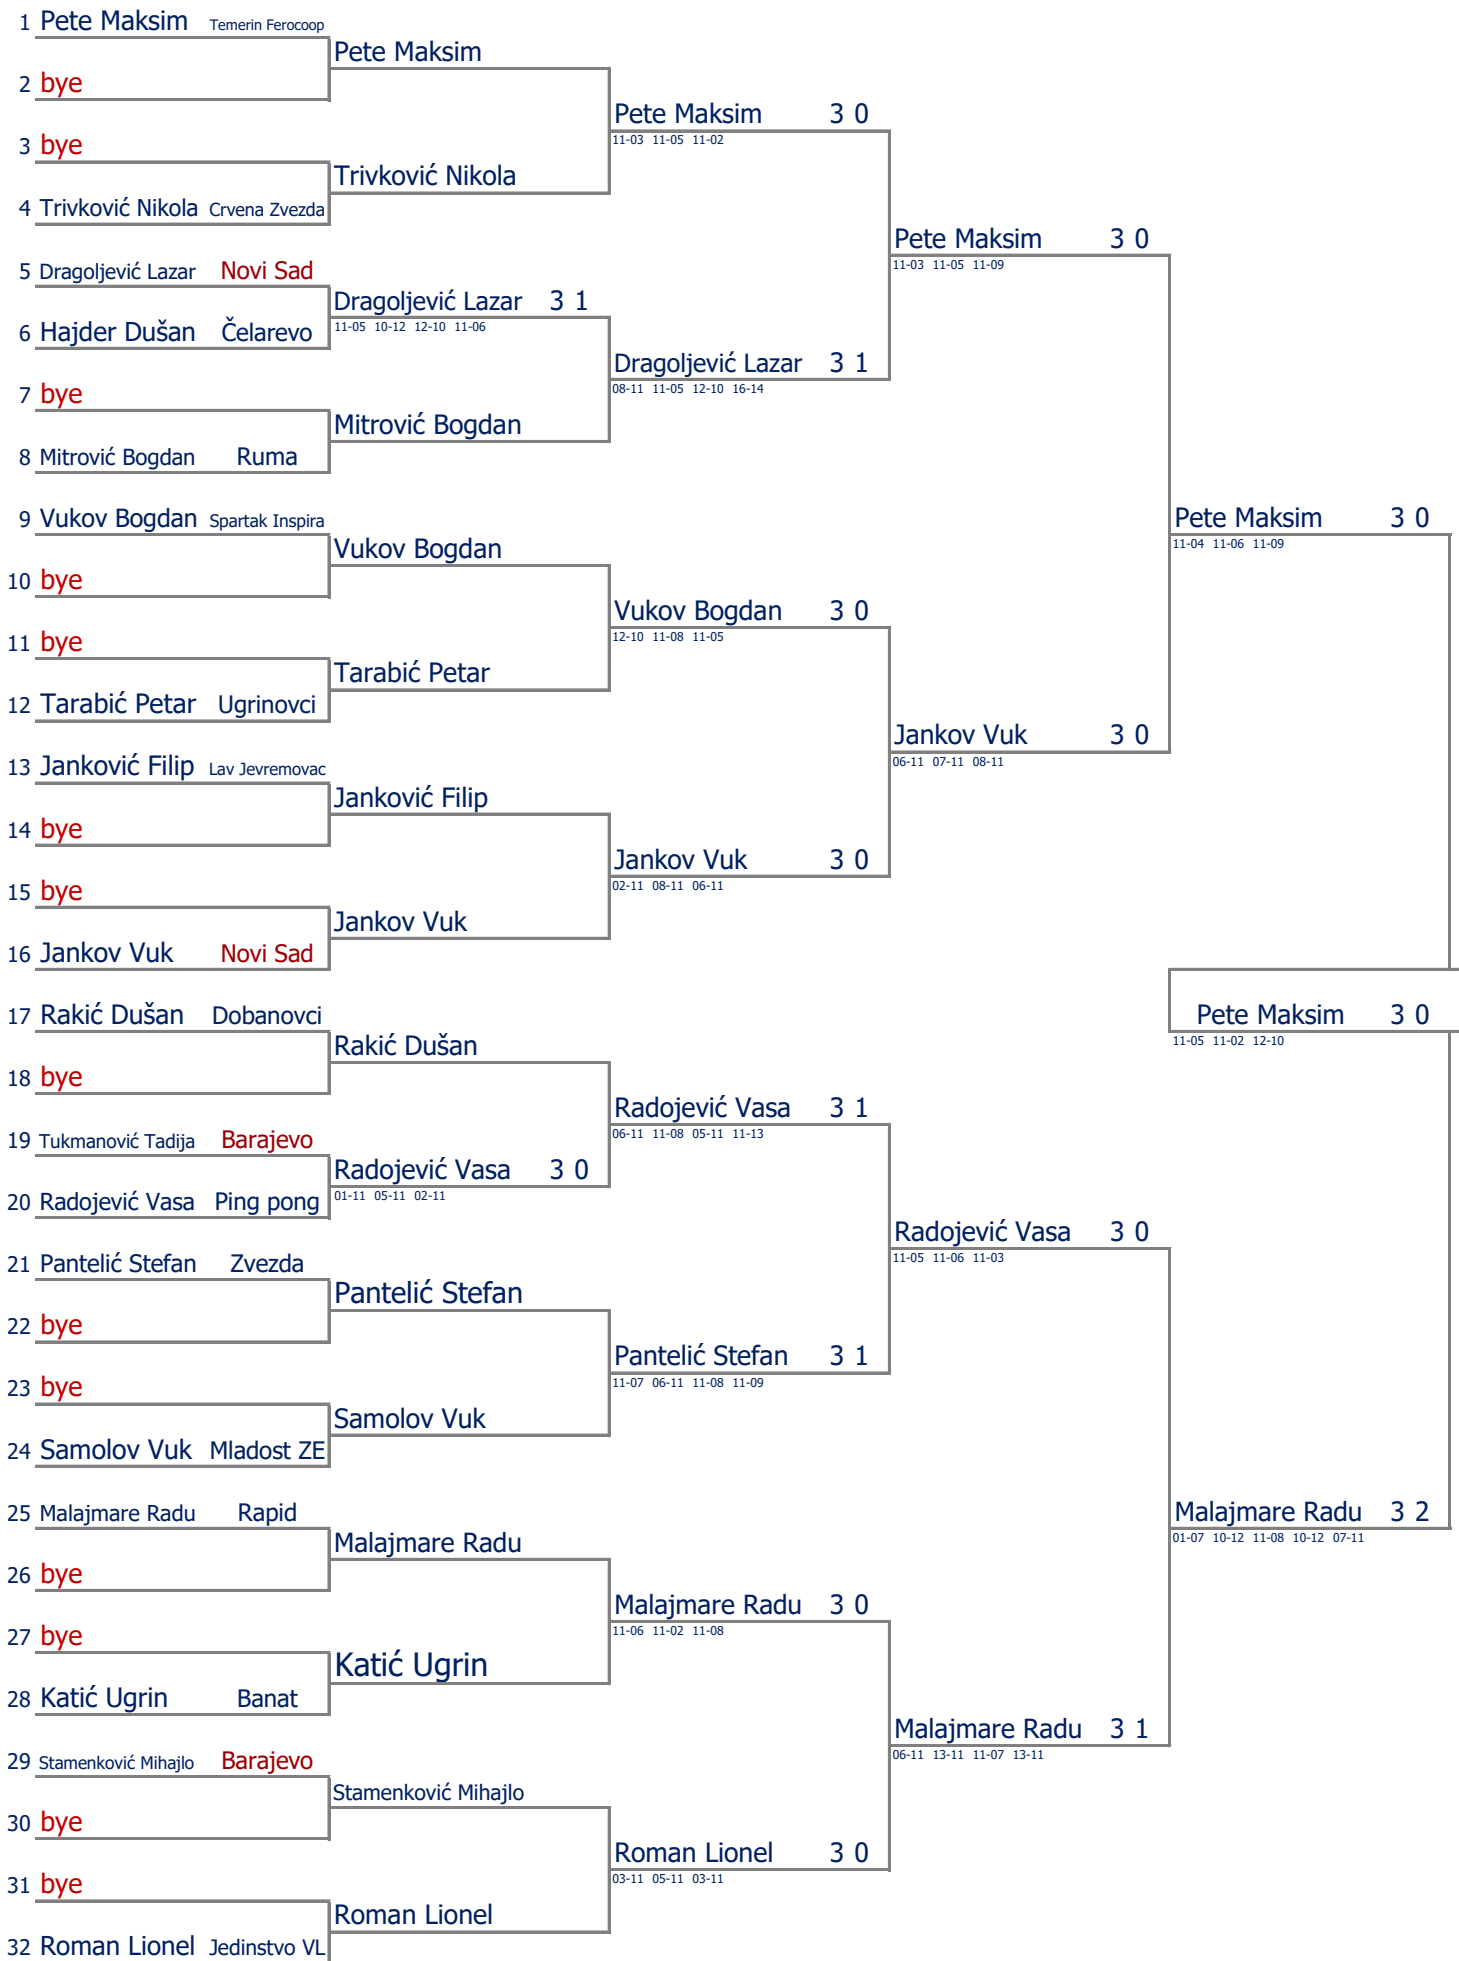 1 Pete Maksim Temerin Ferocoop
Pete Maksim
2 bye
Pete Maksim 3 0
11-03 11-05 11-02
3 bye
Trivković Nikola
4 Trivković Nikola Crvena Zvezda
Pete Maksim 3 0
11-03 11-05 11-09
5 Dragoljević Lazar Novi Sad
Dragoljević Lazar 3 1
11-05 10-12 12-10 11-06
6 Hajder Dušan Čelarevo
Dragoljević Lazar 3 1
08-11 11-05 12-10 16-14
7 bye
Mitrović Bogdan
8 Mitrović Bogdan Ruma
Pete Maksim 3 0
11-04 11-06 11-09
9 Vukov Bogdan Spartak Inspira
Vukov Bogdan
10 bye
Vukov Bogdan 3 0
12-10 11-08 11-05
11 bye
Tarabić Petar
12 Tarabić Petar Ugrinovci
Jankov Vuk 3 0
06-11 07-11 08-11
13 Janković Filip Lav Jevremovac
Janković Filip
14 bye
Jankov Vuk 3 0
02-11 08-11 06-11
15 bye
Jankov Vuk
16 Jankov Vuk Novi Sad
Pete Maksim 3 0
11-05 11-02 12-10
17 Rakić Dušan Dobanovci
Rakić Dušan
18 bye
Radojević Vasa 3 1
06-11 11-08 05-11 11-13
19 Tukmanović Tadija Barajevo
Radojević Vasa 3 0
01-11 05-11 02-11
20 Radojević Vasa Ping pong
Radojević Vasa 3 0
11-05 11-06 11-03
21 Pantelić Stefan Zvezda
Pantelić Stefan
22 bye
Pantelić Stefan 3 1
11-07 06-11 11-08 11-09
23 bye
Samolov Vuk
24 Samolov Vuk Mladost ZE
Malajmare Radu 3 2
01-07 10-12 11-08 10-12 07-11
25 Malajmare Radu Rapid
Malajmare Radu
26 bye
Malajmare Radu 3 0
11-06 11-02 11-08
27 bye
Katić Ugrin
28 Katić Ugrin Banat
Malajmare Radu 3 1
06-11 13-11 11-07 13-11
29 Stamenković Mihajlo Barajevo
Stamenković Mihajlo
30 bye
Roman Lionel 3 0
03-11 05-11 03-11
31 bye
Roman Lionel
32 Roman Lionel Jedinstvo VL